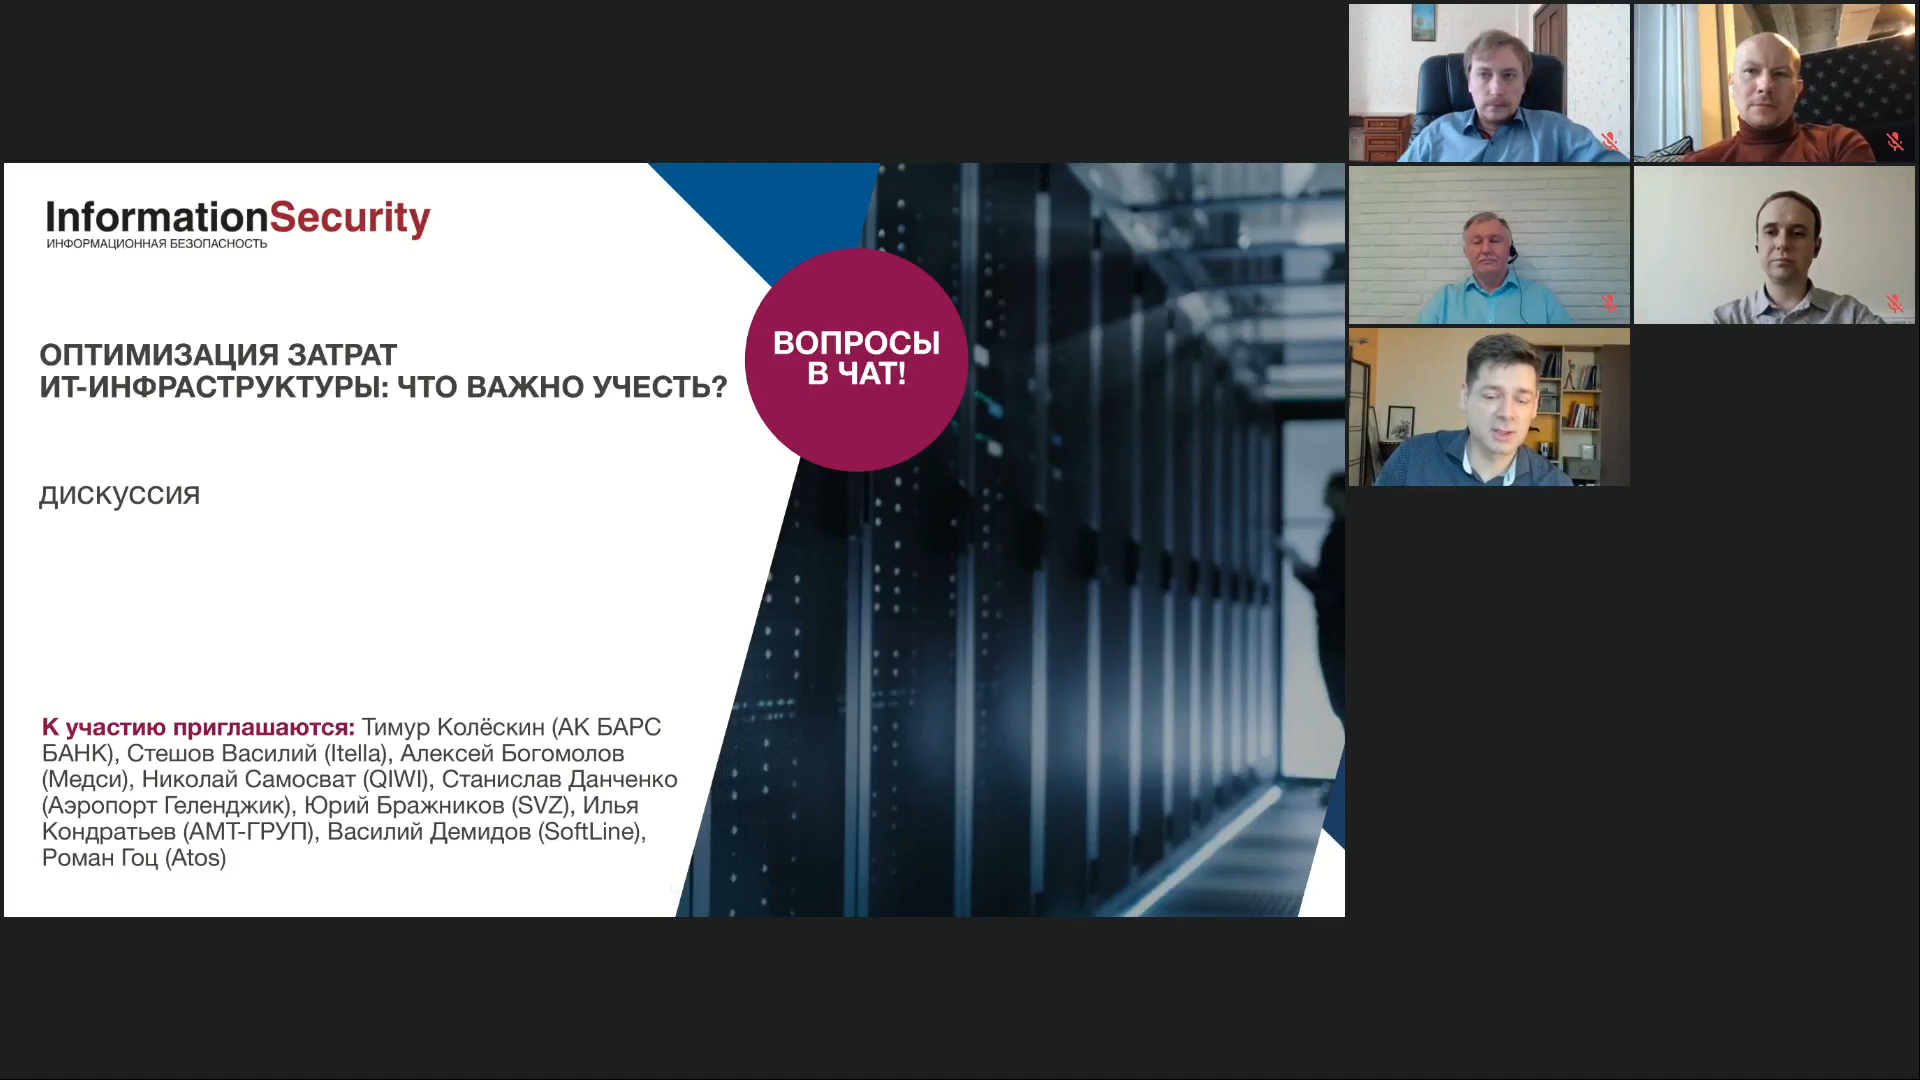 InformationSecurity
ИНФОРМАЦИОННАЯ БЕЗОПАСНОСТЬ
ОПТИМИЗАЦИЯ ЗАТРАТ
ИТ-ИНФРАСТРУКТУРЫ: ЧТО ВАЖНО УЧЕСТЬ?
ВОПРОСЫ
В ЧАТ!
дискуссия
К участию приглашаются: Тимур Колёскин (АК БАРС
БАНК), Стешов Василий (Itella), Алексей Богомолов
(Медси), Николай Самосват (QIWI), Станислав Данченко
(Аэропорт Геленджик), Юрий Бражников (SVZ), Илья
Кондратьев (АМТ-ГРУП), Василий Демидов (SoftLine),
Роман Гоц (Atos)